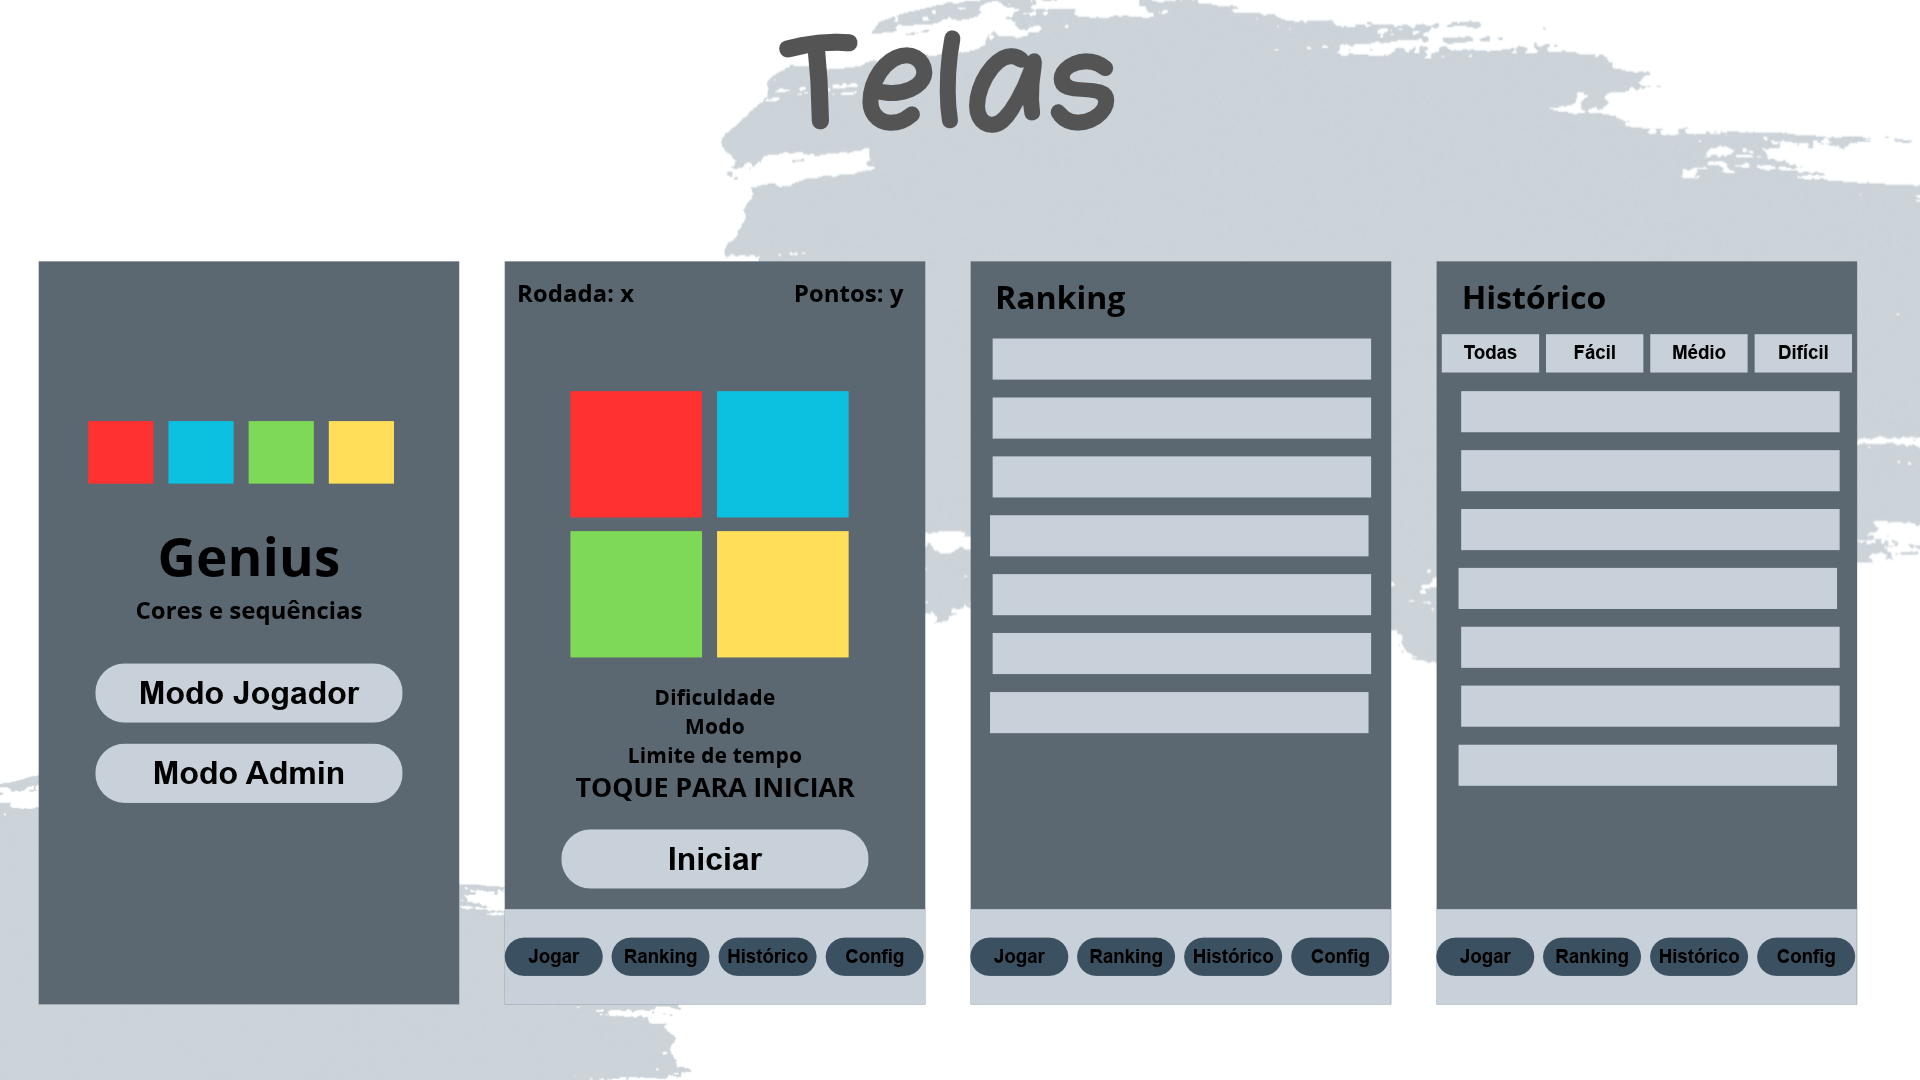 Telas
Genius
Cores e sequências
Modo Jogador
Modo Admin
Rodada: x
Pontos: y
Dificuldade
Modo
Limite de tempo
TOQUE PARA INICIAR
Iniciar
Jogar
Ranking
Histórico
Config
Ranking
Jogar
Ranking
Histórico
Config
Histórico
Todas
Fácil
Médio
Difícil
Jogar
Ranking
Histórico
Config